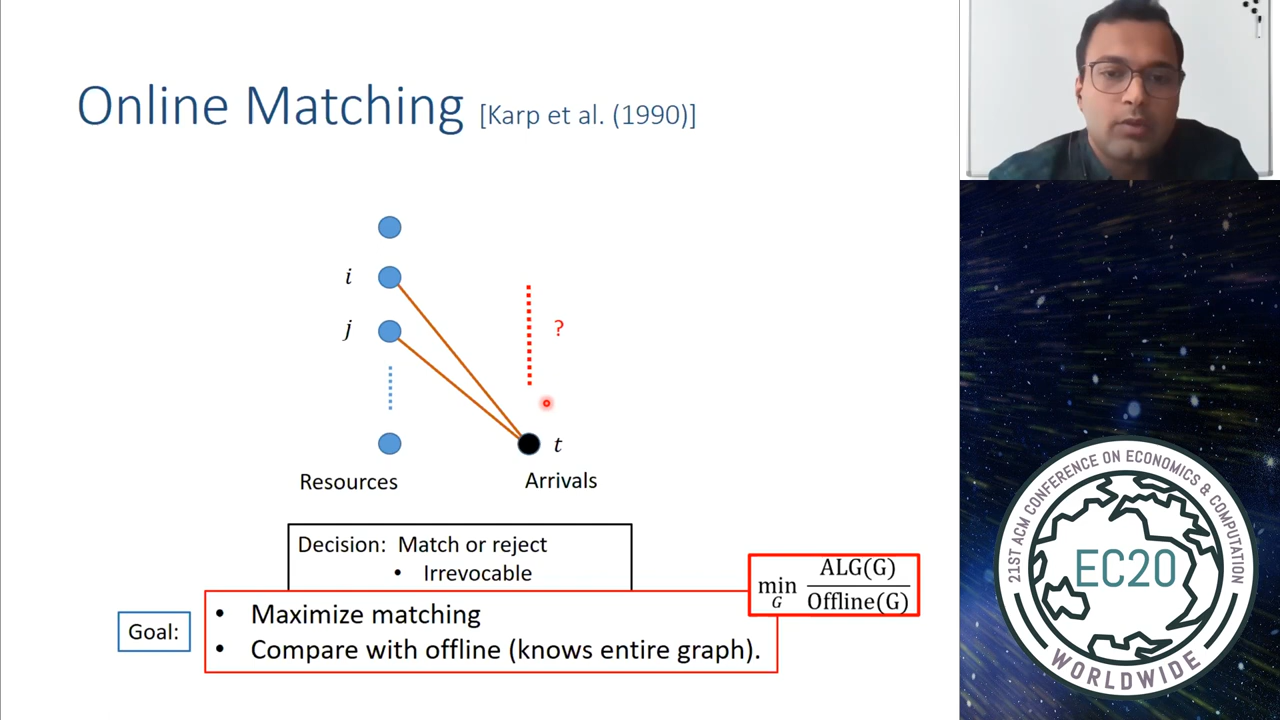 Online Matching [Karp et al. (1990)]
i
j
?
t
Resources
Arrivals
Decision: Match or reject
• Irrevocable
min
G
ALG(G)
Offline(G)
Goal:
• Maximize matching
• Compare with offline (knows entire graph).
21ST ACM CONFERENCE ON ECONOMICS & COMPUTATION
EC20
WORLDWIDE